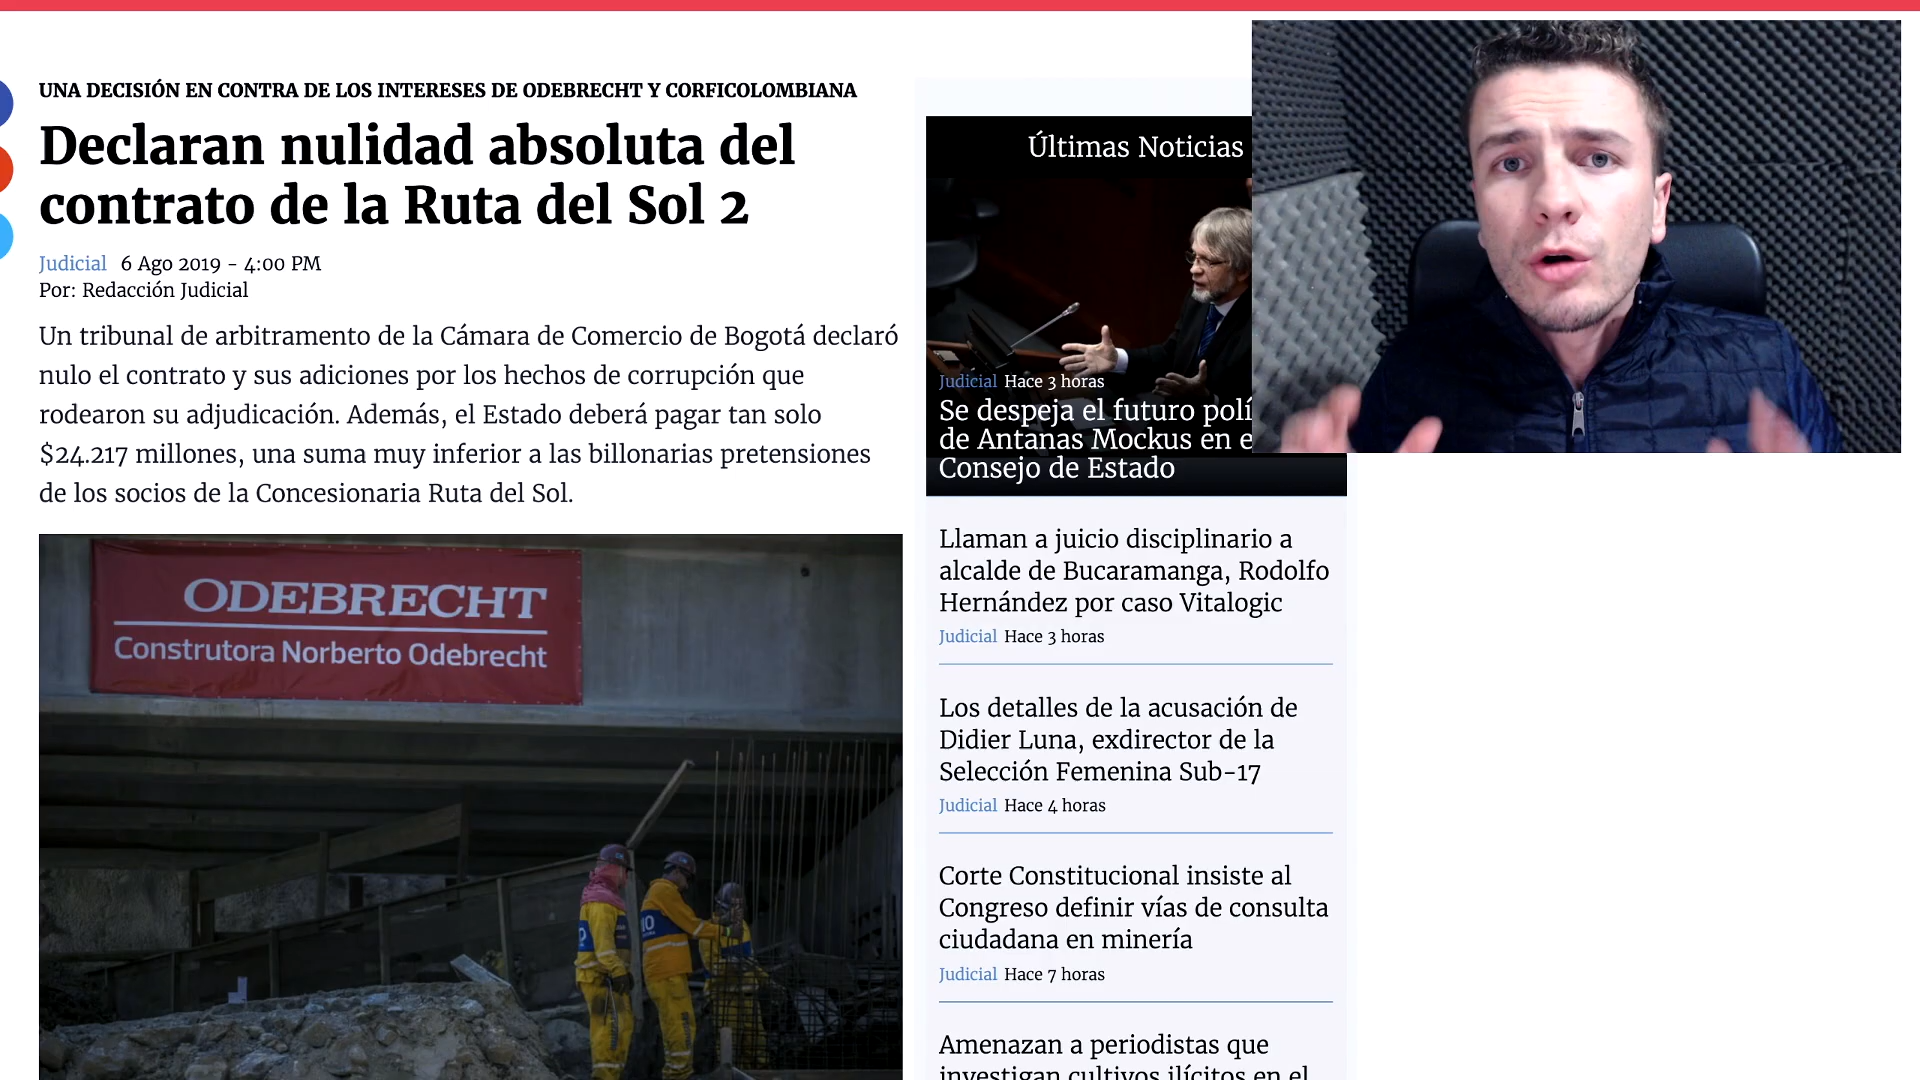 UNA DECISIÓN EN CONTRA DE LOS INTERESES DE ODEBRECHT Y CORFICOLOMBIANA
Declaran nulidad absoluta del
contrato de la Ruta del Sol 2
Judicial 6 Ago 2019 - 4:00 PM
Por: Redacción Judicial
Un tribunal de arbitramento de la Cámara de Comercio de Bogotá declaró
nulo el contrato y sus adiciones por los hechos de corrupción que
rodearon su adjudicación. Además, el Estado deberá pagar tan solo
$24.217 millones, una suma muy inferior a las billonarias pretensiones
de los socios de la Concesionaria Ruta del Sol.
ODEBRECHT
Construtora Norberto Odebrecht
Últimas Noticias
Judicial Hace 3 horas
Se despeja el futuro
de Antanas Mockus en
Consejo de Estado
Llaman a juicio disciplinario a
alcalde de Bucaramanga, Rodolfo
Hernández por caso Vitalogic
Judicial Hace 3 horas
Los detalles de la acusación de
Didier Luna, exdirector de la
Selección Femenina Sub-17
Judicial Hace 4 horas
Corte Constitucional insiste al
Congreso definir vías de consulta
ciudadana en minería
Judicial Hace 7 horas
Amenazan a periodistas que
investigan cultivos ilícitos en el